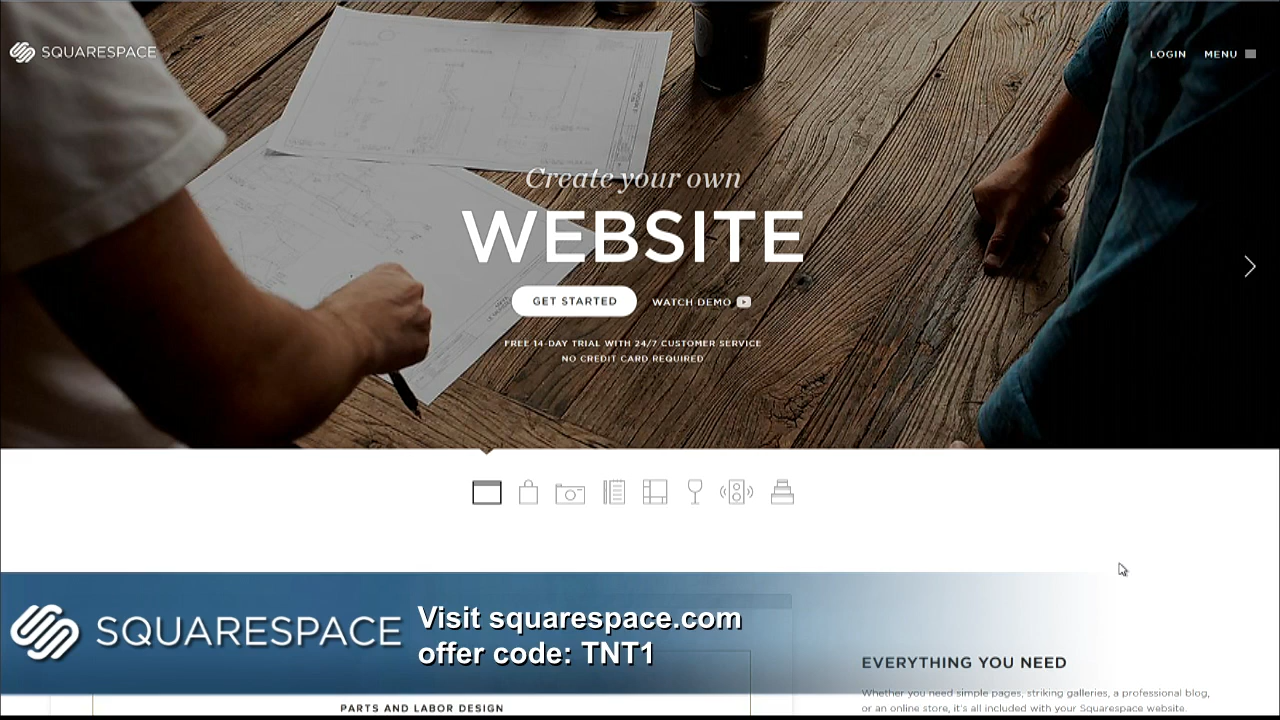 SQUARESPACE
LOGIN MENU
Create your own
WEBSITE
GET STARTED WATCH DEMO
FREE 14-DAY TRIAL WITH 24/7 CUSTOMER SERVICE
NO CREDIT CARD REQUIRED
SQUARESPACE
Visit squarespace.com
offer code: TNT1
EVERYTHING YOU NEED
Whether you need simple pages, striking galleries, a professional blog,
or an online store, it's all included with your Squarespace website.
PARTS AND LABOR DESIGN